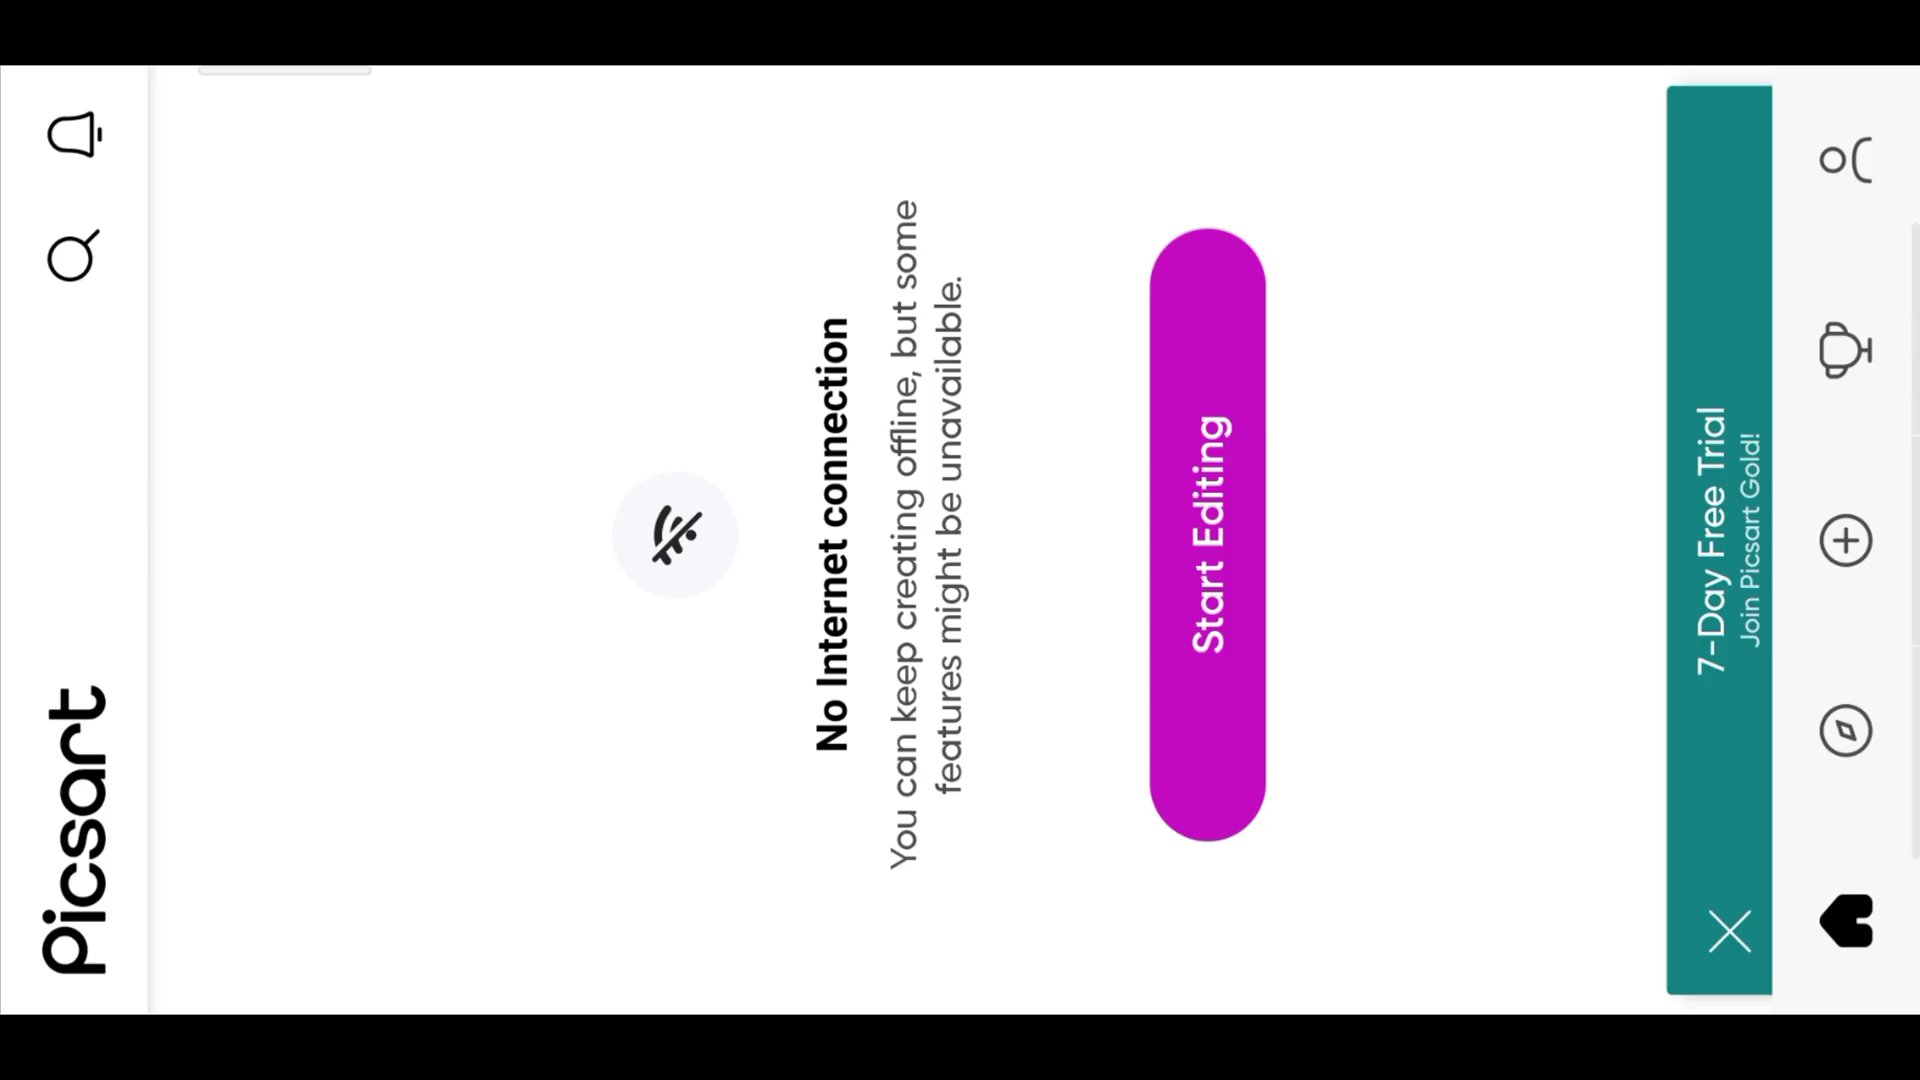 Picsart
No Internet connection
You can keep creating offline, but some
features might be unavailable.
Start Editing
7-Day Free Trial
Join Picsart Gold!